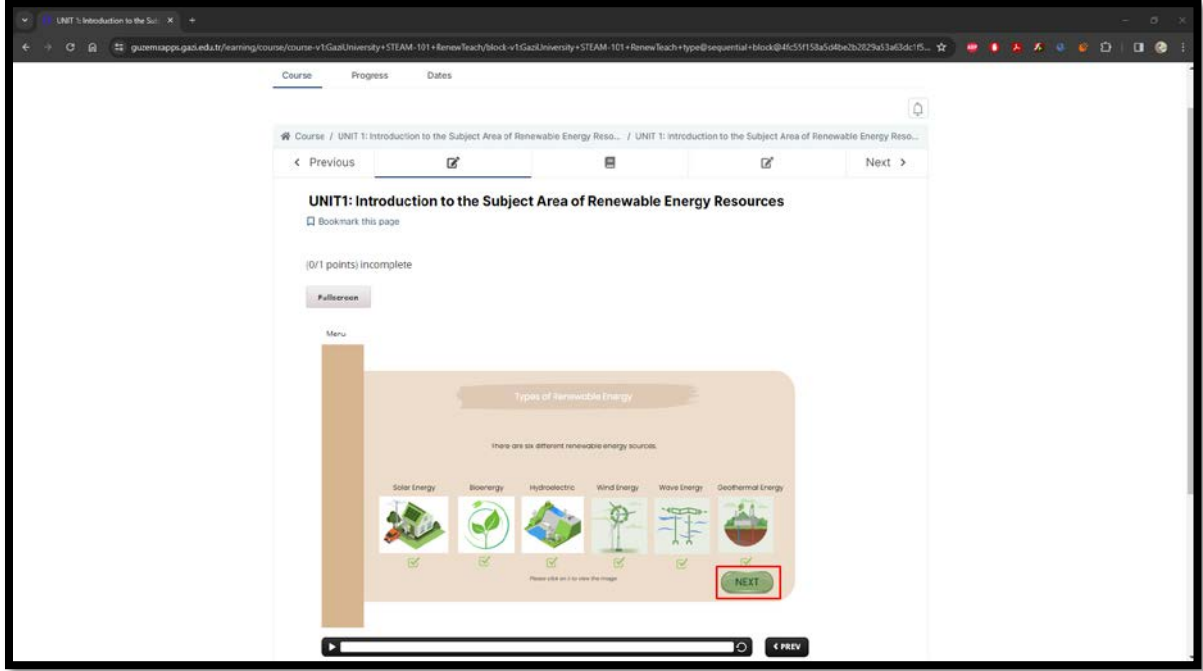 UNIT 1: Introduction to the Sub
guzemxapps.gazi.edu.tr/learning/course/course-v1:GaziUniversity+STEAM-101+RenewTeach/block-v1:GaziUniversity+STEAM-101+RenewTeach+type@sequential+block@4fc55f158a5d4be2b2829a53a63dc1f5...
Course Progress Dates
Course / UNIT 1: Introduction to the Subject Area of Renewable Energy Reso... / UNIT 1: Introduction to the Subject Area of Renewable Energy Reso...
Previous Next
UNIT1: Introduction to the Subject Area of Renewable Energy Resources
Bookmark this page
(0/1 points) incomplete
Fullscreen
Menu
Types of Renewable Energy
There are six different renewable energy sources.
Solar Energy Bioenergy Hydroelectric Wind Energy Wave Energy Geothermal Energy
Please click on it to view the image
NEXT
PREV